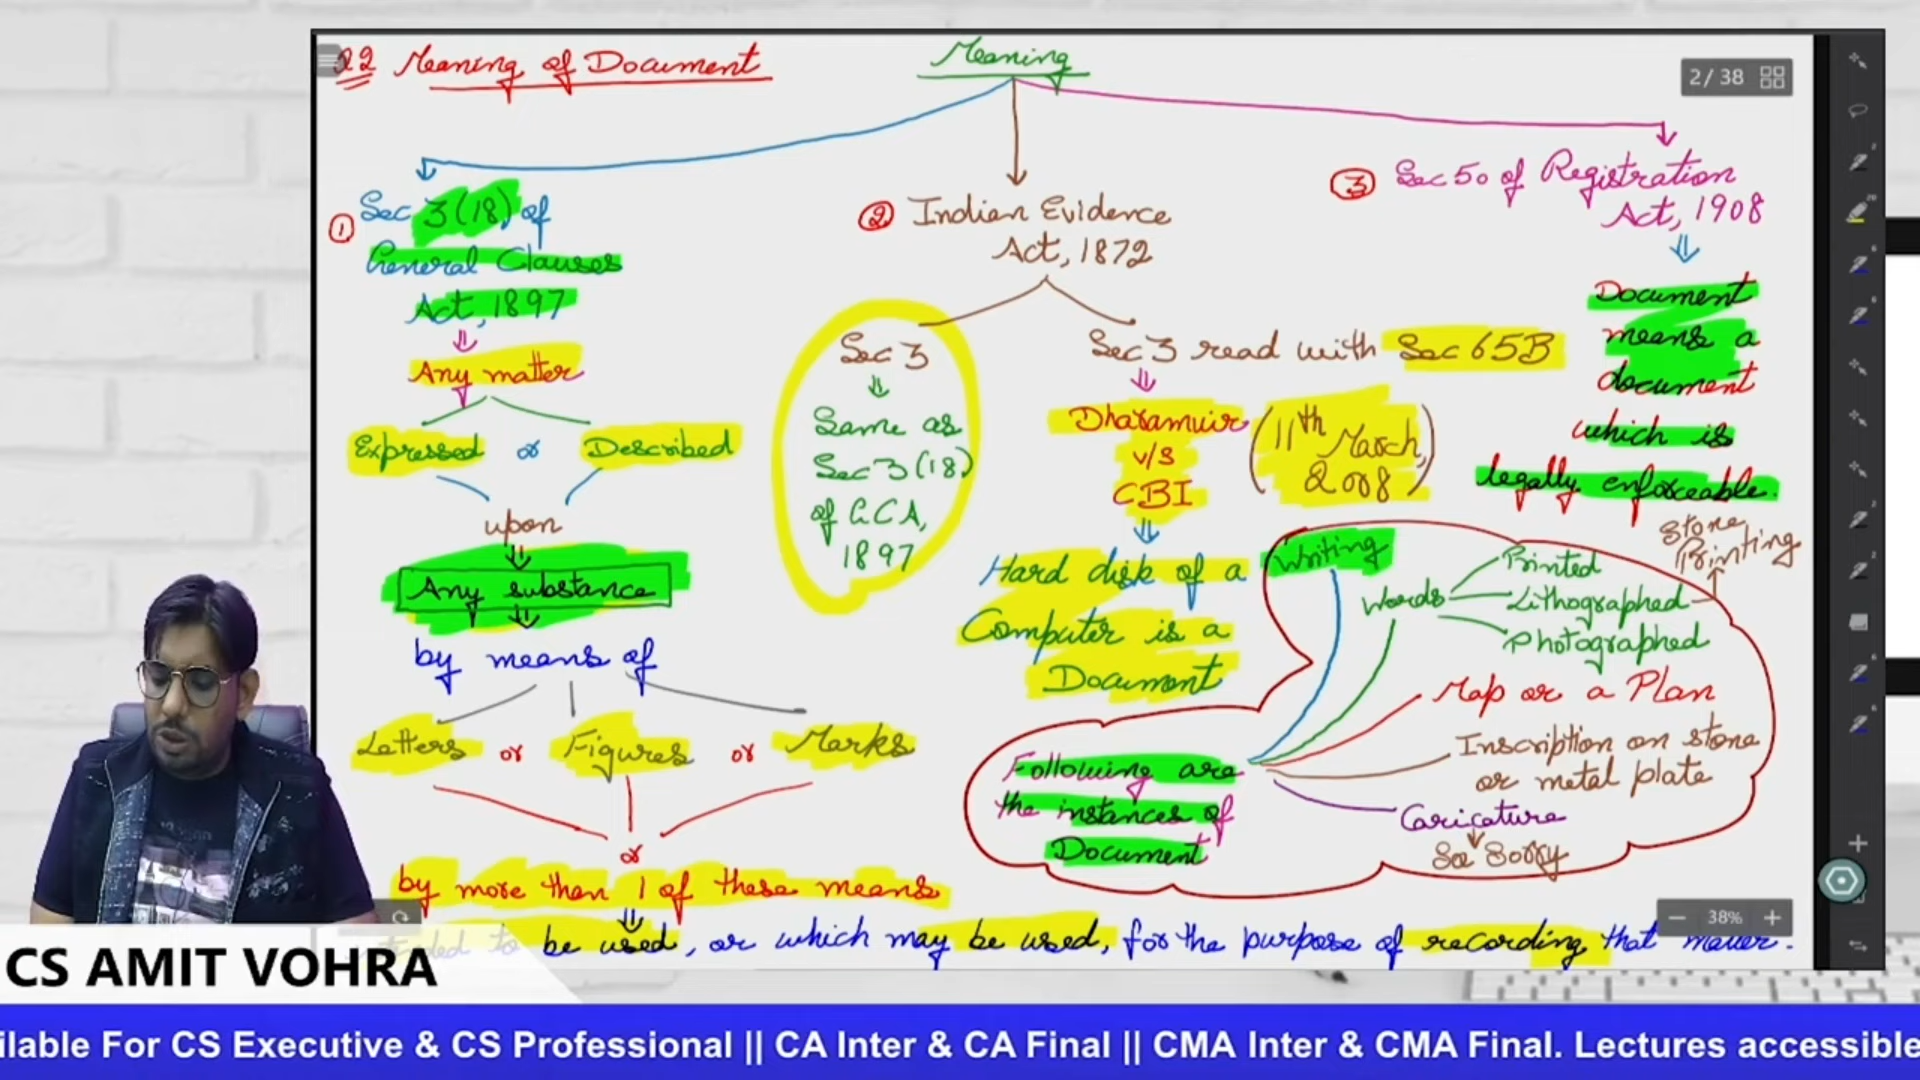 22 Meaning of Document
Meaning
2/38
① Sec 3(18) of
General Clauses
Act, 1897
Any matter
Expressed or Described
upon
Any substance
by means of
Letters or Figures or Marks
or
by more than 1 of these means
be used, or which may be used, for the purpose of recording that matter.
② Indian Evidence
Act, 1872
Sec 3
Same as
Sec 3(18)
of GCA,
1897
Sec 3 read with Sec 65B
Dharamvir
v/s
CBI
(11th March,
2008)
Hard disk of a
Computer is a
Document
③ Sec 50 of Registration
Act, 1908
Document
means a
document
which is
legally enforceable.
Following are
the instances of
Document
Writing
Words
Printed
Lithographed
Stone
Printing
Photographed
Map or a Plan
Inscription on stone
or metal plate
Caricature
Sorry
38%
CS AMIT VOHRA
ilable For CS Executive & CS Professional || CA Inter & CA Final || CMA Inter & CMA Final. Lectures accessible